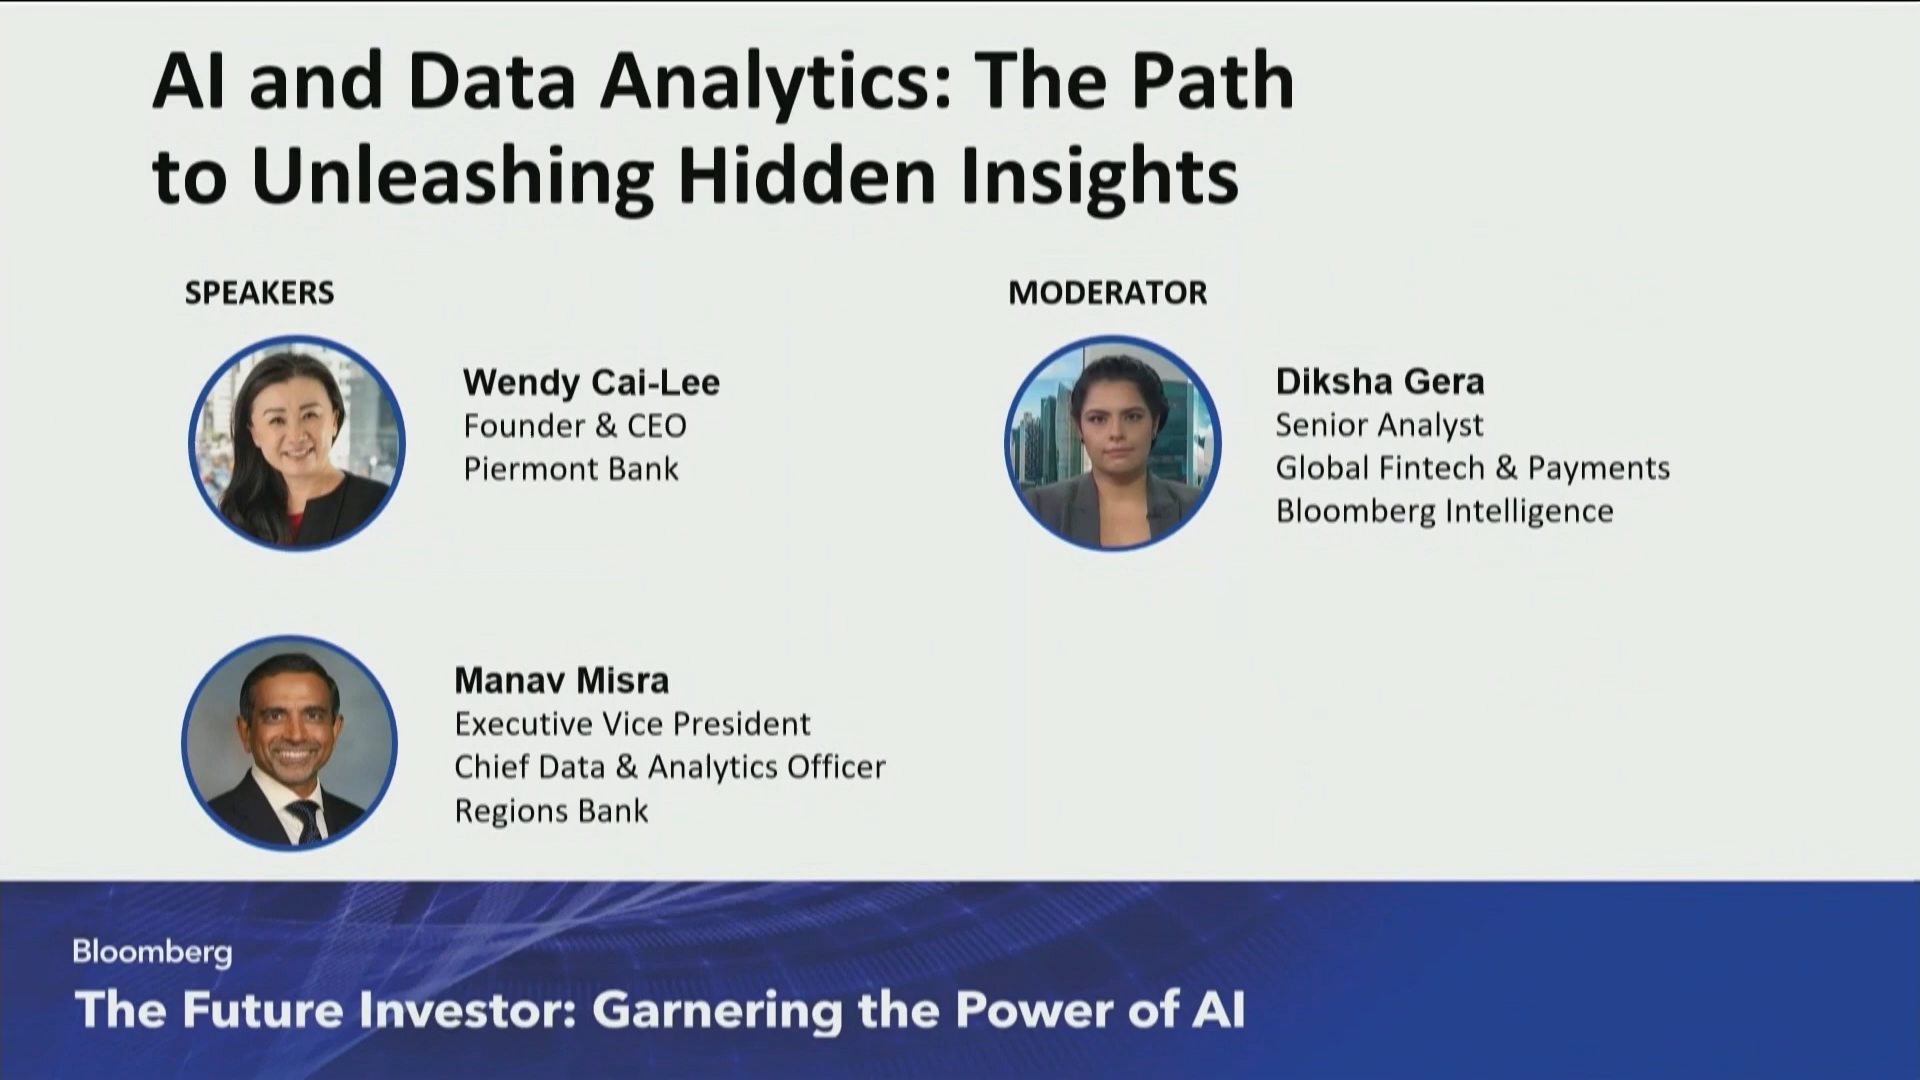 AI and Data Analytics: The Path
to Unleashing Hidden Insights
SPEAKERS
Wendy Cai-Lee
Founder & CEO
Piermont Bank
Manav Misra
Executive Vice President
Chief Data & Analytics Officer
Regions Bank
MODERATOR
Diksha Gera
Senior Analyst
Global Fintech & Payments
Bloomberg Intelligence
Bloomberg
The Future Investor: Garnering the Power of AI